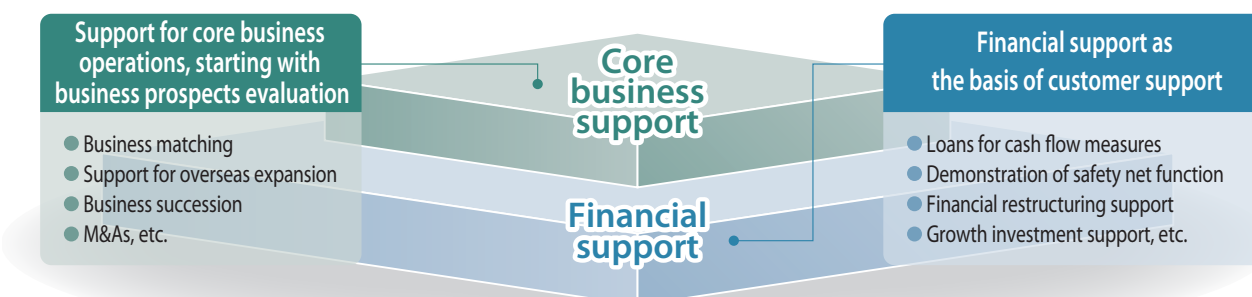 Support for core business
operations, starting with
business prospects evaluation
Business matching
Support for overseas expansion
Business succession
M&As, etc.
Core
business
support
Financial
support
Financial support as
the basis of customer support
Loans for cash flow measures
Demonstration of safety net function
Financial restructuring support
Growth investment support, etc.